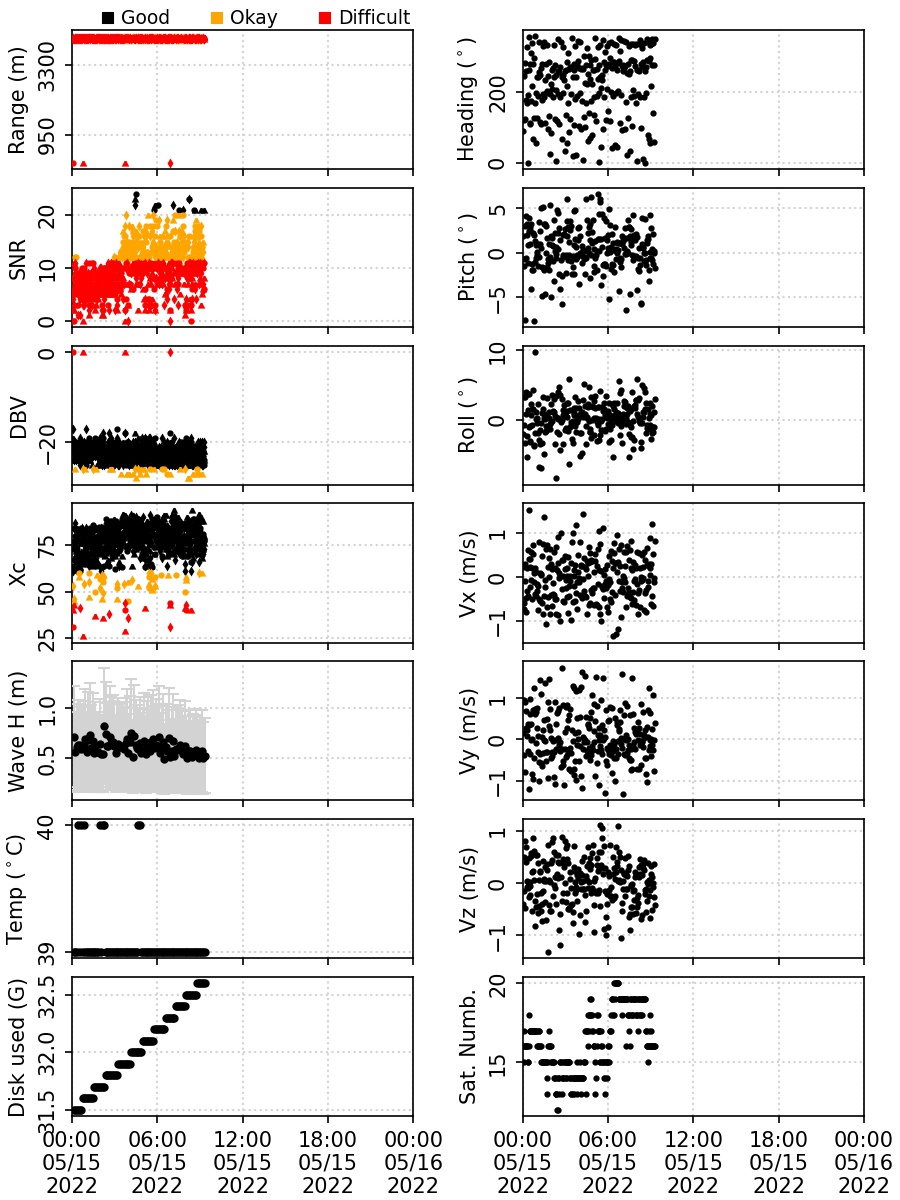 Good Okay Difficult
Range (m)
3300
950
Heading (°)
200
0
SNR
20
10
0
Pitch (°)
5
0
−5
DBV
0
−20
Roll (°)
10
0
Xc
75
50
25
Vx (m/s)
1
0
−1
Wave H (m)
1.0
0.5
Vy (m/s)
1
0
−1
Temp (°C)
40
39
Vz (m/s)
1
0
−1
Disk used (G)
32.5
32.0
31.5
Sat. Numb.
20
15
00:00 06:00 12:00 18:00 00:00
05/15 05/15 05/15 05/15 05/16
2022 2022 2022 2022 2022
00:00 06:00 12:00 18:00 00:00
05/15 05/15 05/15 05/15 05/16
2022 2022 2022 2022 2022